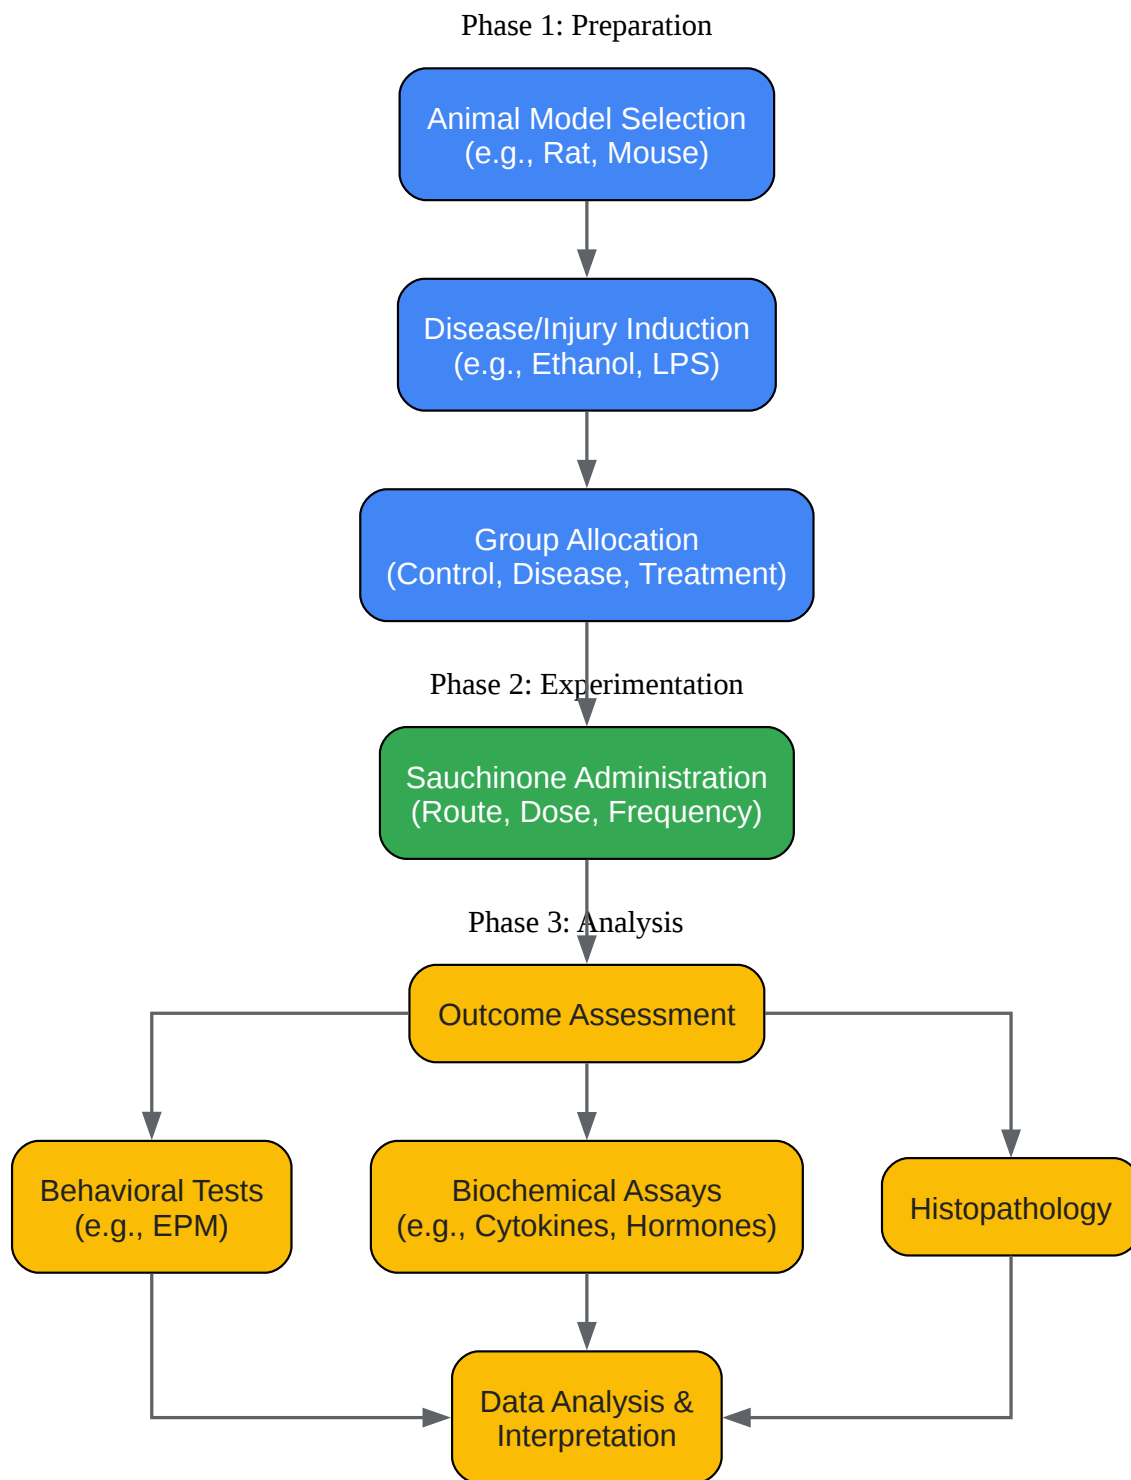 Phase 1: Preparation
Animal Model Selection
(e.g., Rat, Mouse)
Disease/Injury Induction
(e.g., Ethanol, LPS)
Group Allocation
(Control, Disease, Treatment)
Phase 2: Experimentation
Sauchinone Administration
(Route, Dose, Frequency)
Phase 3: Analysis
Outcome Assessment
Behavioral Tests
(e.g., EPM)
Biochemical Assays
(e.g., Cytokines, Hormones)
Histopathology
Data Analysis &
Interpretation